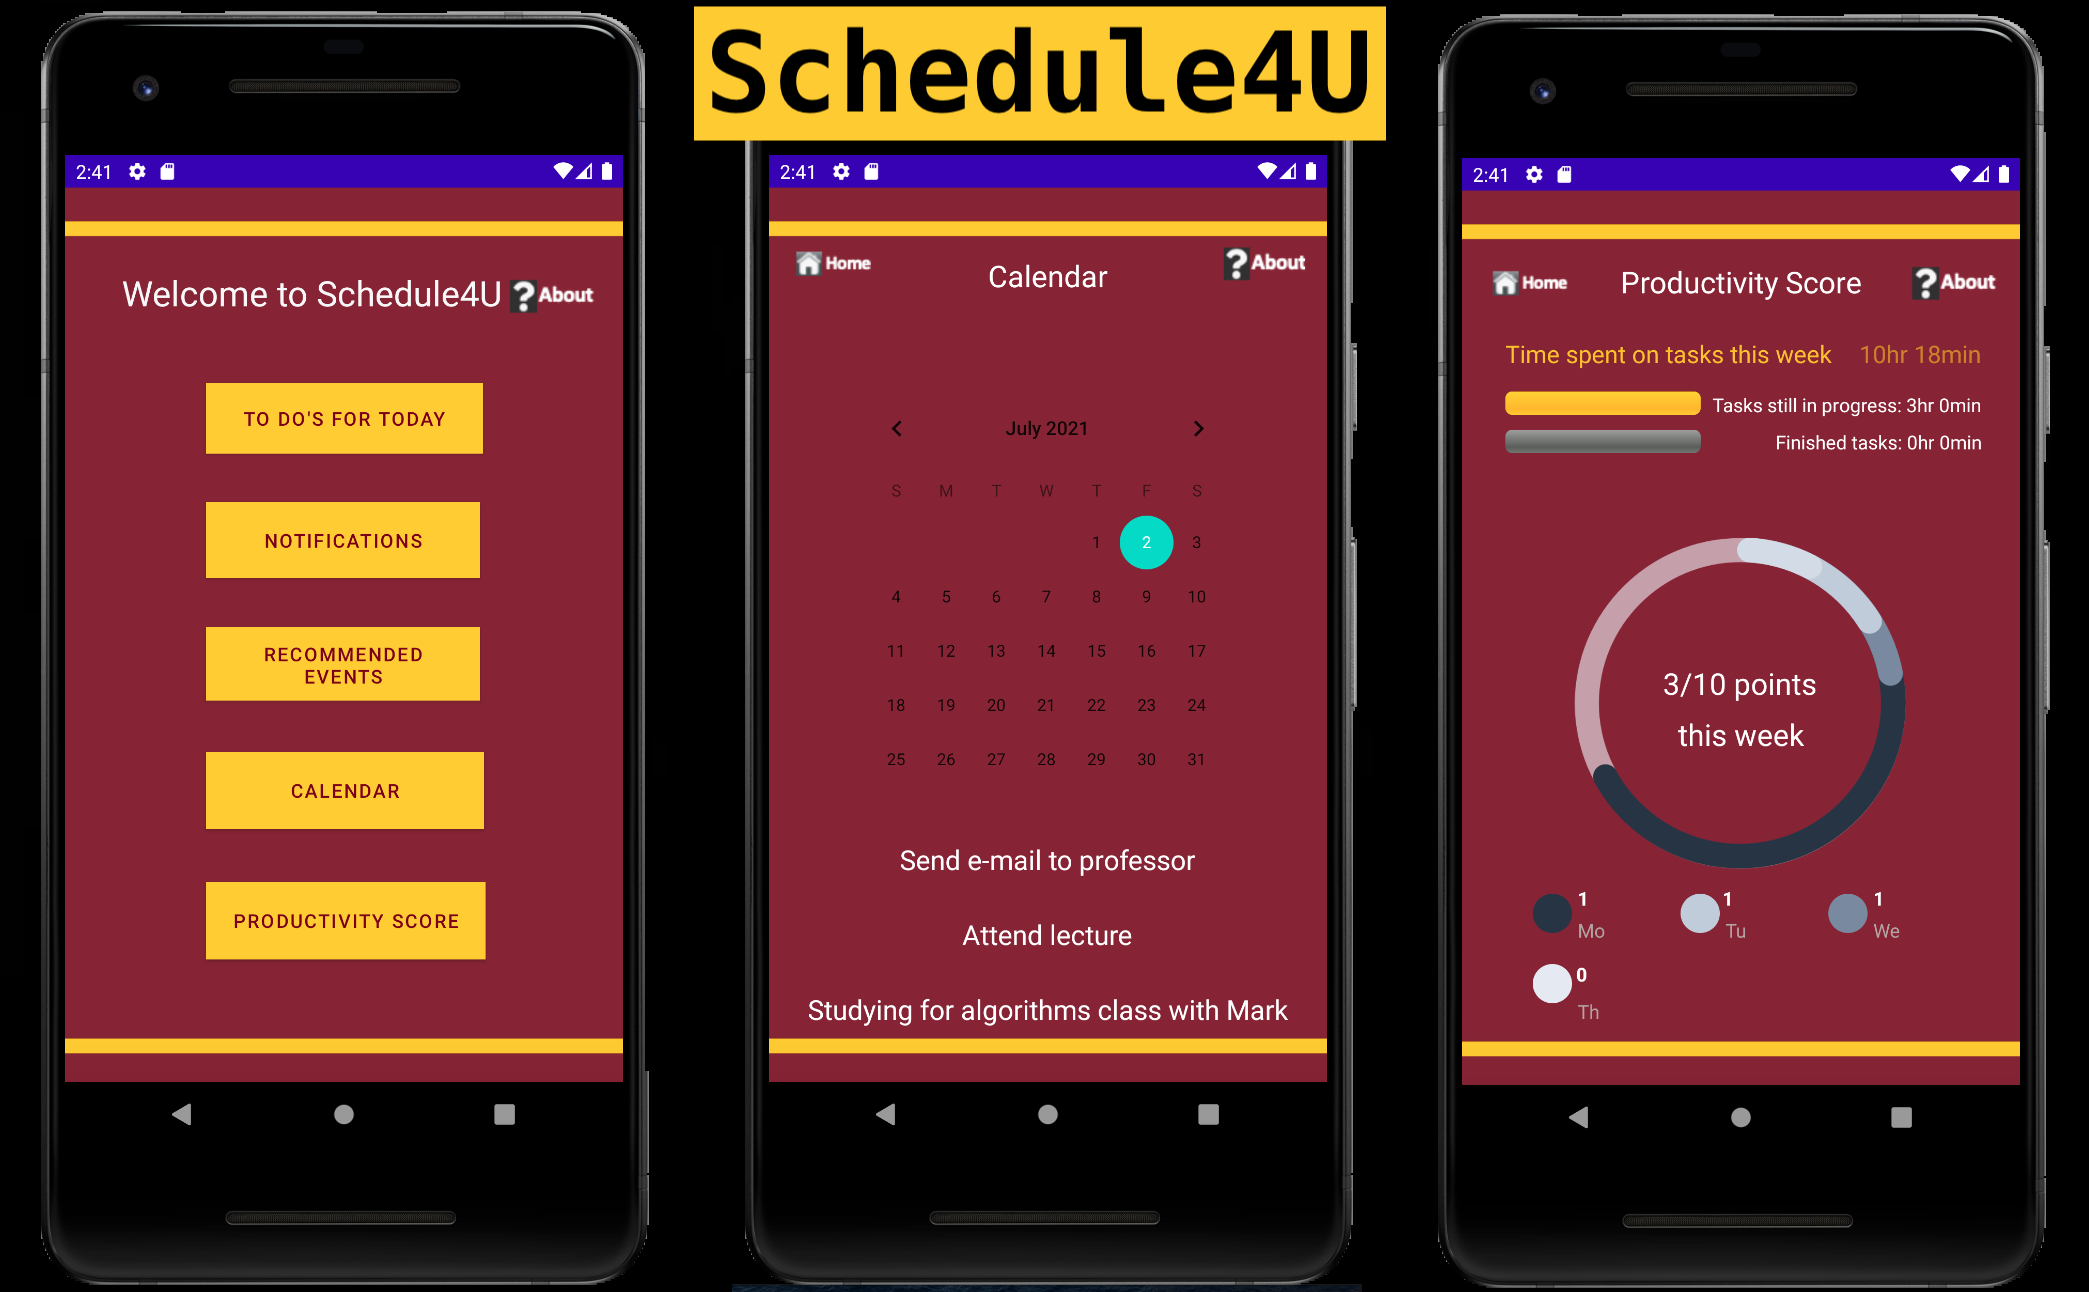 Schedule4U
2:41
Welcome to Schedule4U ?About
TO DO'S FOR TODAY
NOTIFICATIONS
RECOMMENDED
EVENTS
CALENDAR
PRODUCTIVITY SCORE
2:41
Home Calendar ?About
July 2021
S M T W T F S
1 2 3
4 5 6 7 8 9 10
11 12 13 14 15 16 17
18 19 20 21 22 23 24
25 26 27 28 29 30 31
Send e-mail to professor
Attend lecture
Studying for algorithms class with Mark
2:41
Home Productivity Score ?About
Time spent on tasks this week 10hr 18min
Tasks still in progress: 3hr 0min
Finished tasks: 0hr 0min
3/10 points
this week
1 1 1
Mo Tu We
0
Th